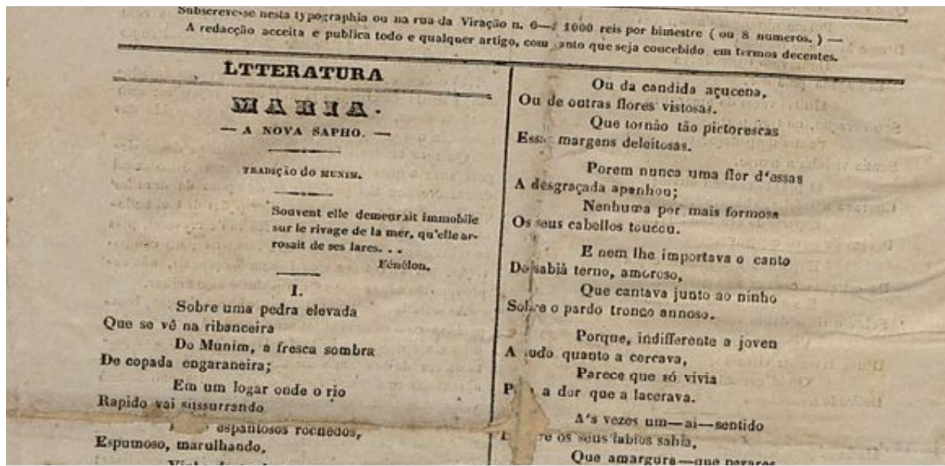 Subscreve-se nesta typographia ou na rua da Viração n. 6—á 1000 reis por bimestre ( ou 8 numeros. ) —
A redacção acceita e publica todo e qualquer artigo, com anto que seja concebido em termos decentes.
LTTERATURA
MARIA.
— A NOVA SAPHO. —
TRADIÇÃO do MUNIM.
Souvent elle demeurait immobile
sur le rivage de la mer, qu'elle ar-
rosait de ses lares. . .
Fénélon.
I.
Sobre uma pedra elevada
Que se vê na ribanceira
Do Munim, a fresca sombra
De copada engaraneira;
Em um logar onde o rio
Rapido vai sussurrando
espantosos rochedos,
Espumoso, marulhando,
Ou da candida açucena,
Ou de outras flores vistosas.
Que tornão tão pictorescas
Essas margens deleitosas.
Porem nunca uma flor d'essas
A desgraçada apanhou;
Nenhuma por mais formosa
Os seus cabellos toucou.
E nem lhe importava o canto
Do sabiá terno, amoroso,
Que cantava junto ao ninho
Sobre o pardo tronco annoso.
Porque, indifferente a joven
A udo quanto a cercava,
Parece que só vivia
a dor que a lacerava.
A's vezes um—ai—sentido
re os seus labios sahia,
Que amargura—que pezares